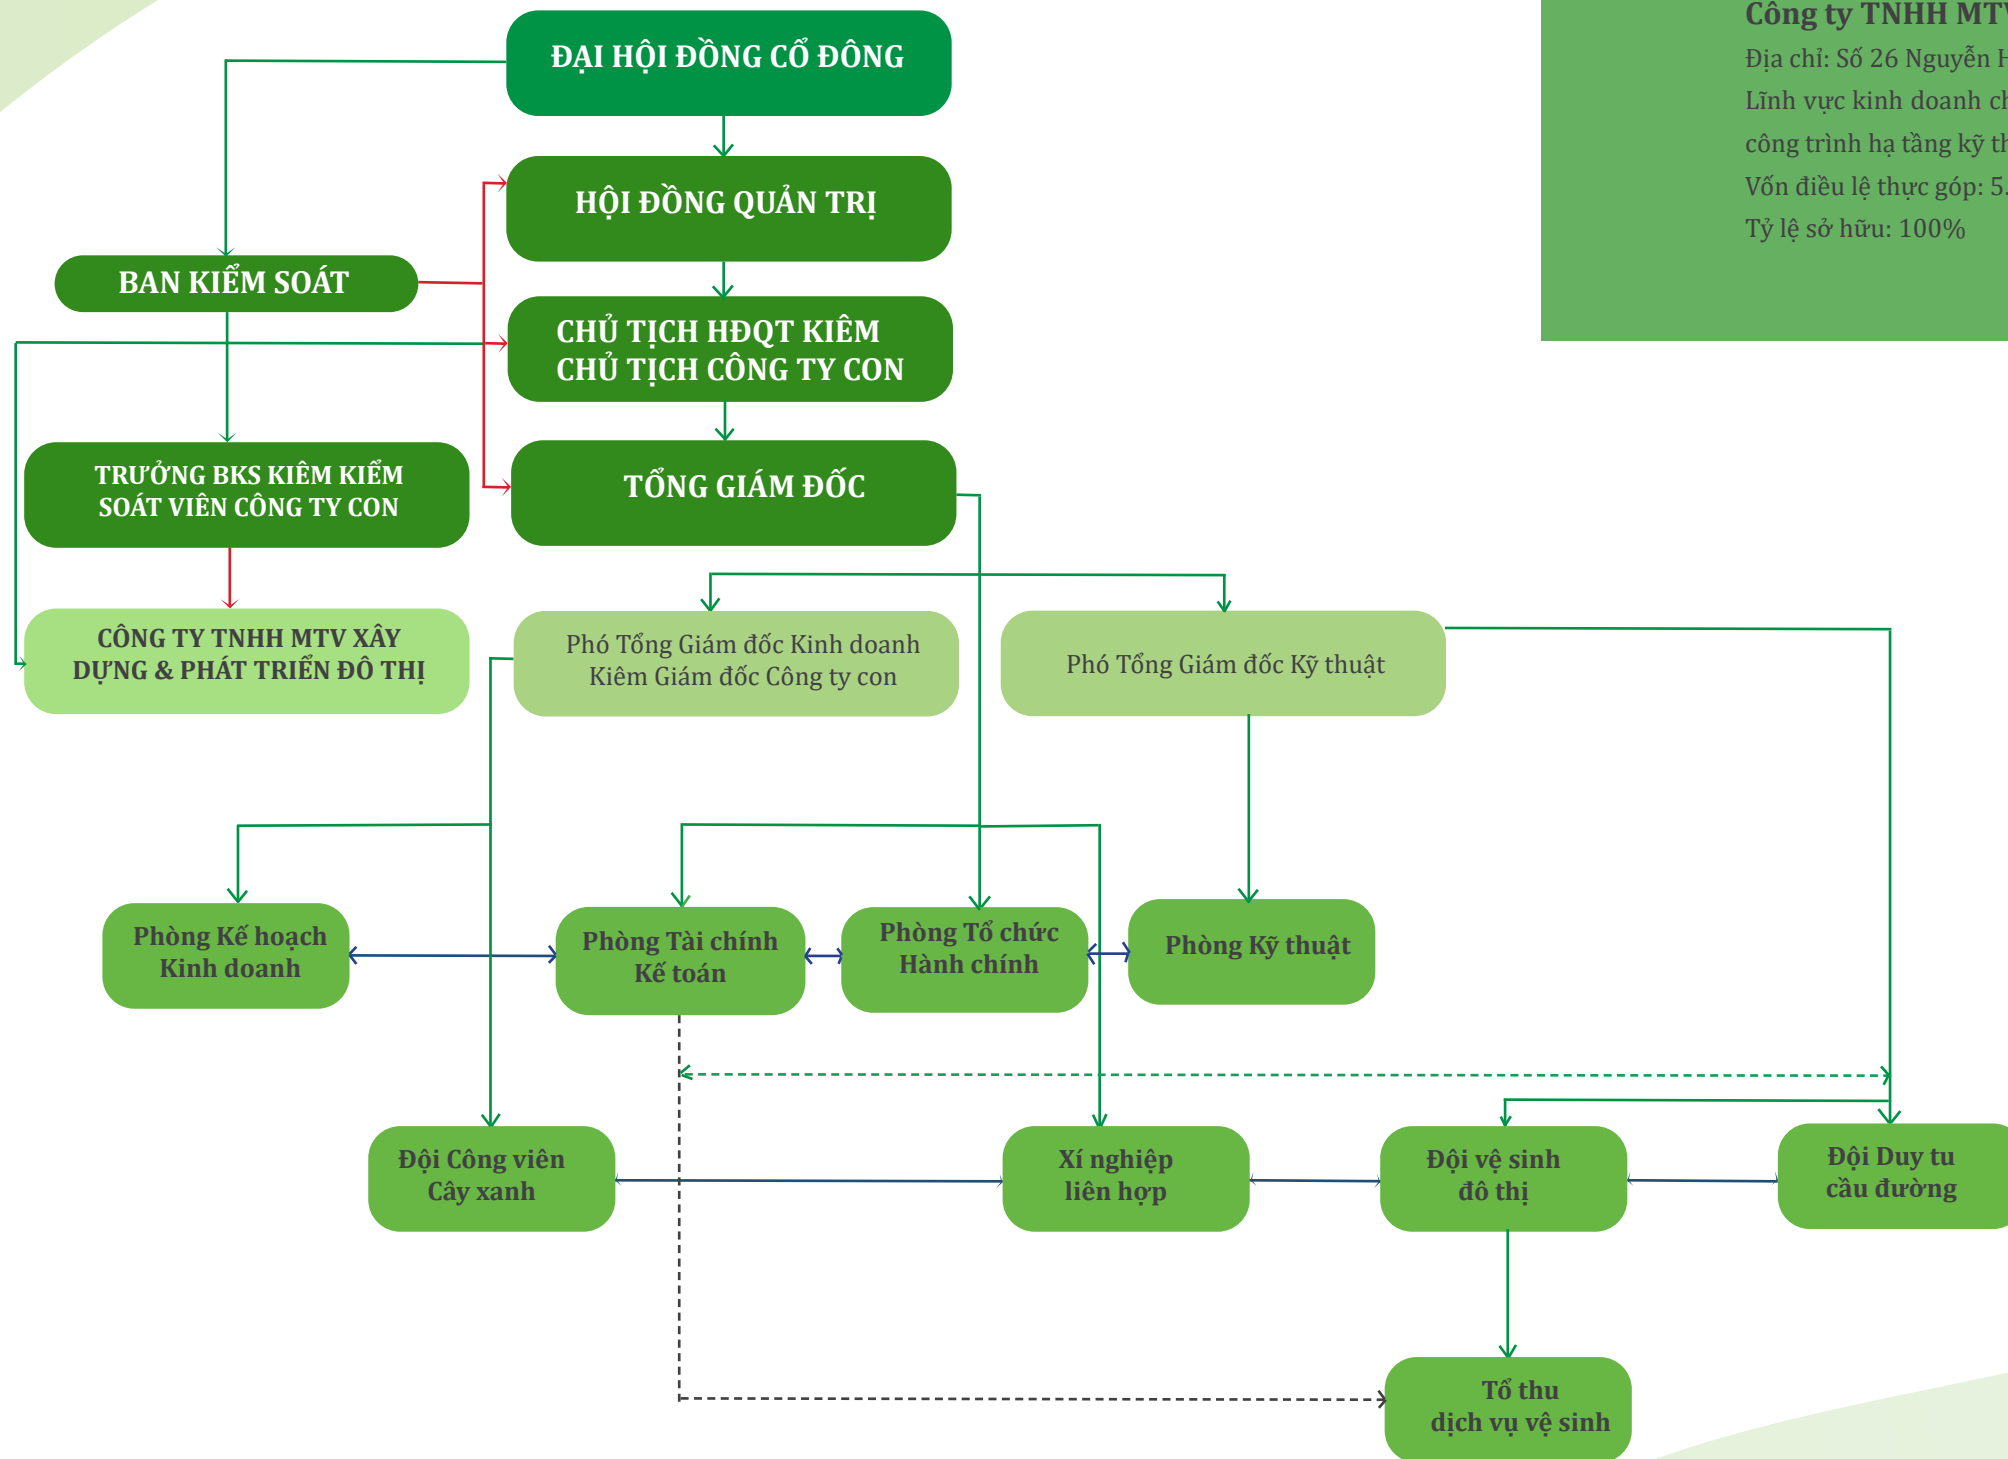 ĐẠI HỘI ĐỒNG CỔ ĐÔNG
HỘI ĐỒNG QUẢN TRỊ
BAN KIỂM SOÁT
CHỦ TỊCH HĐQT KIÊM
CHỦ TỊCH CÔNG TY CON
TRƯỞNG BKS KIÊM KIỂM
SOÁT VIÊN CÔNG TY CON
TỔNG GIÁM ĐỐC
CÔNG TY TNHH MTV XÂY
DỰNG & PHÁT TRIỂN ĐÔ THỊ
Phó Tổng Giám đốc Kinh doanh
Kiêm Giám đốc Công ty con
Phó Tổng Giám đốc Kỹ thuật
Phòng Kế hoạch
Kinh doanh
Phòng Tài chính
Kế toán
Phòng Tổ chức
Hành chính
Phòng Kỹ thuật
Đội Công viên
Cây xanh
Xí nghiệp
liên hợp
Đội vệ sinh
đô thị
Đội Duy tu
cầu đường
Tổ thu
dịch vụ vệ sinh
Công ty TNHH MTV
Địa chỉ: Số 26 Nguyễn
Lĩnh vực kinh doanh
công trình hạ tầng kỹ
Vốn điều lệ thực góp: 5.
Tỷ lệ sở hữu: 100%